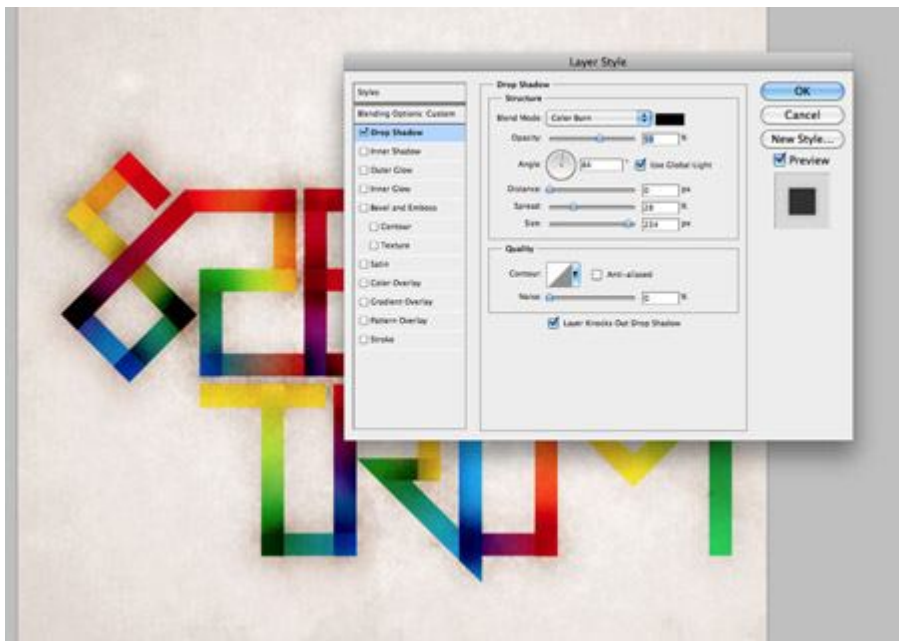 Layer Style
Styles
Blending Options: Custom
Drop Shadow
Inner Shadow
Outer Glow
Inner Glow
Bevel and Emboss
Contour
Texture
Satin
Color Overlay
Gradient Overlay
Pattern Overlay
Stroke
Drop Shadow
Structure
Blend Mode: Color Burn
Opacity: %
Angle: ° Use Global Light
Distance: 0 px
Spread: %
Size: px
Quality
Contour: Anti-aliased
Noise: 0 %
Layer Knocks Out Drop Shadow
OK
Cancel
New Style...
Preview